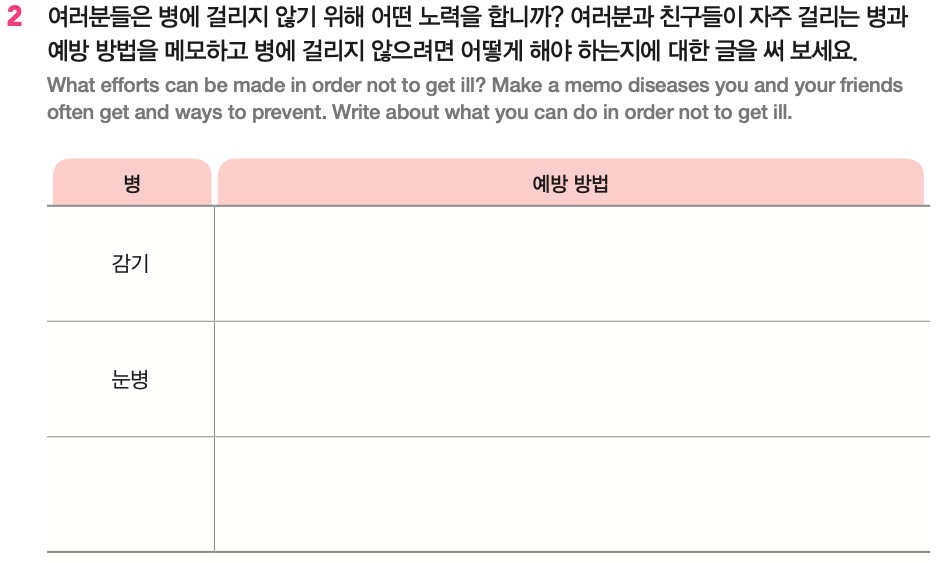 2 여러분들은 병에 걸리지 않기 위해 어떤 노력을 합니까? 여러분과 친구들이 자주 걸리는 병과
예방 방법을 메모하고 병에 걸리지 않으려면 어떻게 해야 하는지에 대한 글을 써 보세요.
What efforts can be made in order not to get ill? Make a memo diseases you and your friends
often get and ways to prevent. Write about what you can do in order not to get ill.
병 예방 방법
감기
눈병